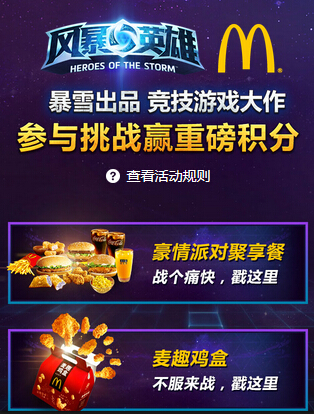 风暴英雄
HEROES OF THE STORM™
暴雪出品 竞技游戏大作
参与挑战赢重磅积分
? 查看活动规则
豪情派对聚享餐
战个痛快，戳这里
麦趣鸡盒
不服来战，戳这里